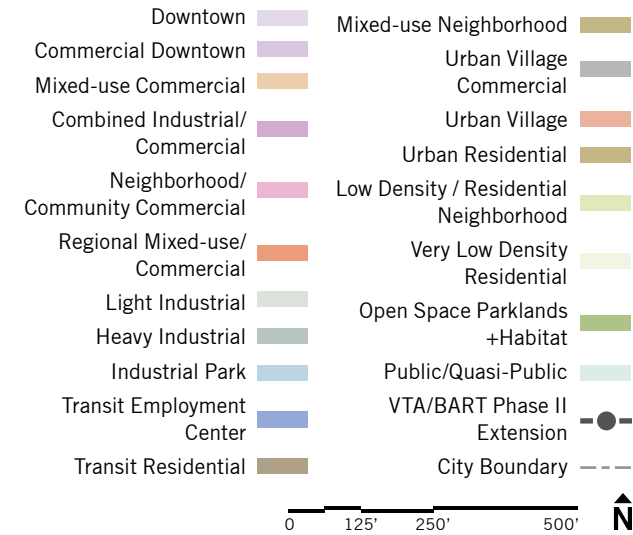 Downtown
Commercial Downtown
Mixed-use Commercial
Combined Industrial/
Commercial
Neighborhood/
Community Commercial
Regional Mixed-use/
Commercial
Light Industrial
Heavy Industrial
Industrial Park
Transit Employment
Center
Transit Residential
Mixed-use Neighborhood
Urban Village
Commercial
Urban Village
Urban Residential
Low Density / Residential
Neighborhood
Very Low Density
Residential
Open Space Parklands
+Habitat
Public/Quasi-Public
VTA/BART Phase II
Extension
City Boundary
0 125' 250' 500'
N